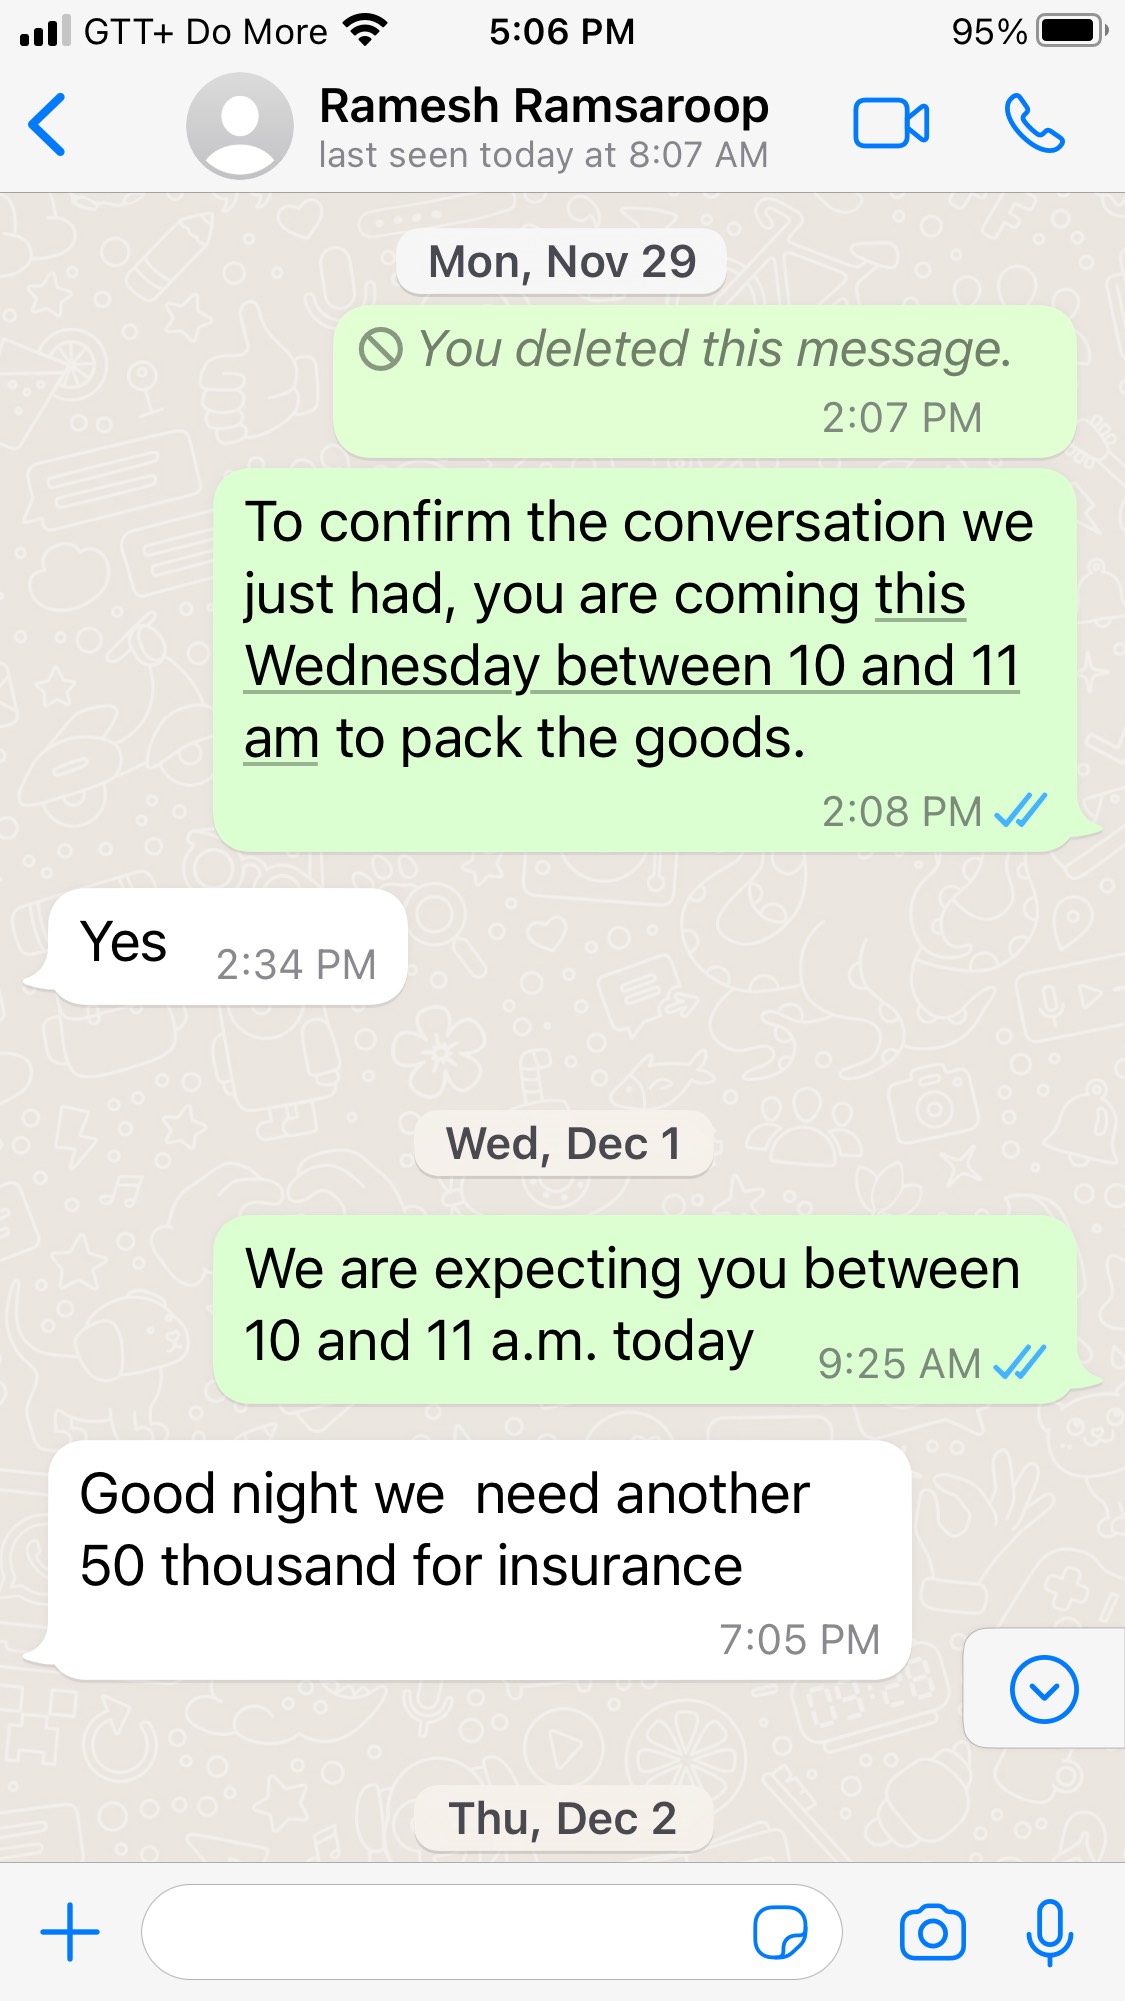 GTT+ Do More 5:06 PM 95%
Ramesh Ramsaroop
last seen today at 8:07 AM
Mon, Nov 29
You deleted this message.
2:07 PM
To confirm the conversation we
just had, you are coming this
Wednesday between 10 and 11
am to pack the goods.
2:08 PM
Yes 2:34 PM
Wed, Dec 1
We are expecting you between
10 and 11 a.m. today 9:25 AM
Good night we  need another
50 thousand for insurance
7:05 PM
Thu, Dec 2